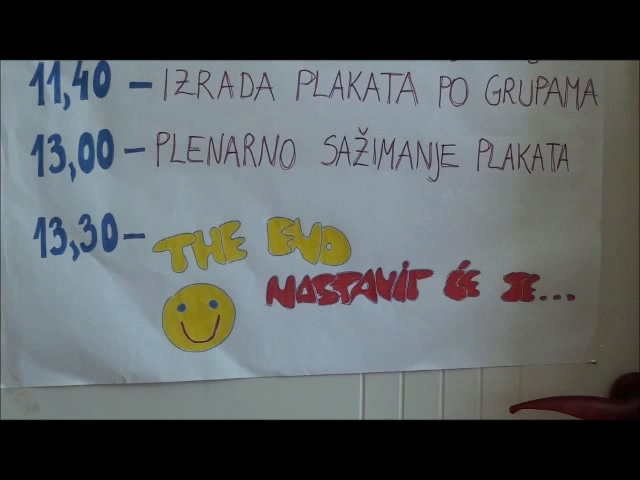 11,40 - IZRADA PLAKATA PO GRUPAMA
13,00 - PLENARNO SAŽIMANJE PLAKATA
13,30 - THE END
NASTAVIT ĆE SE...